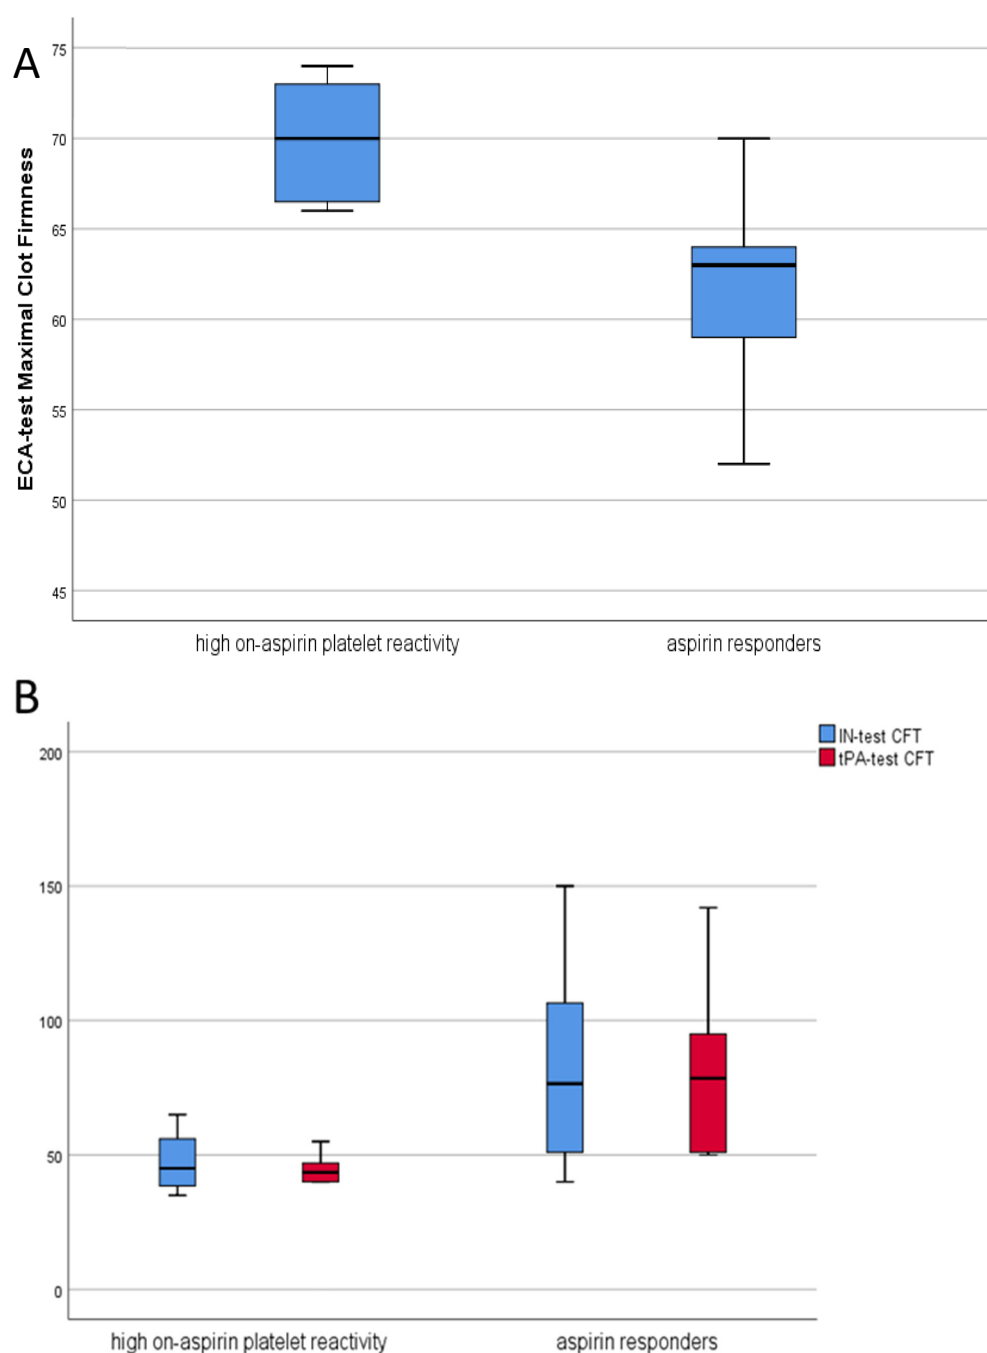 A
75
70
65
60
55
50
45
ECA-test Maximal Clot Firmness
high on-aspirin platelet reactivity
aspirin responders
B
IN-test CFT
tPA-test CFT
200
150
100
50
0
high on-aspirin platelet reactivity
aspirin responders